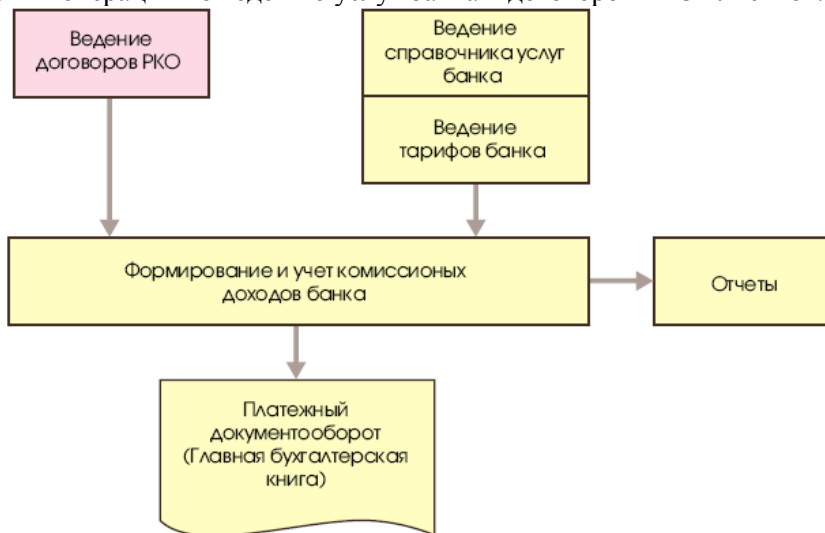 Ведение
договоров РКО
Ведение
справочника услуг
банка
Ведение
тарифов банка
Формирование и учет комиссионых
доходов банка
Отчеты
Платежный
документооборот
(Главная бухгалтерская
книга)